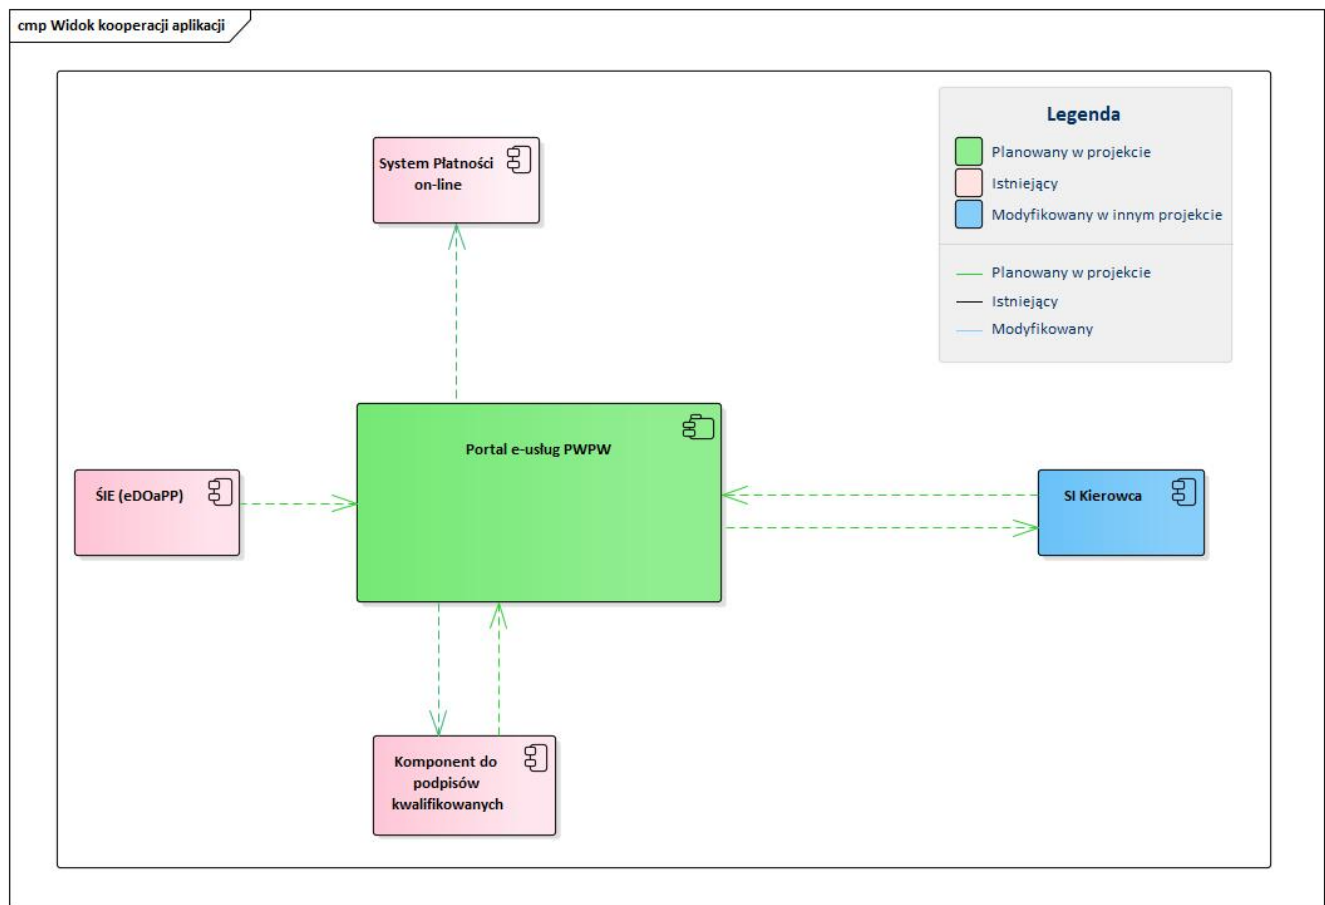 cmp Widok kooperacji aplikacji
Legenda
Planowany w projekcie
Istniejący
Modyfikowany w innym projekcie
Planowany w projekcie
Istniejący
Modyfikowany
System Płatności
on-line
Portal e-usług PWPW
ŚIE (eDOaPP)
SI Kierowca
Komponent do
podpisów
kwalifikowanych